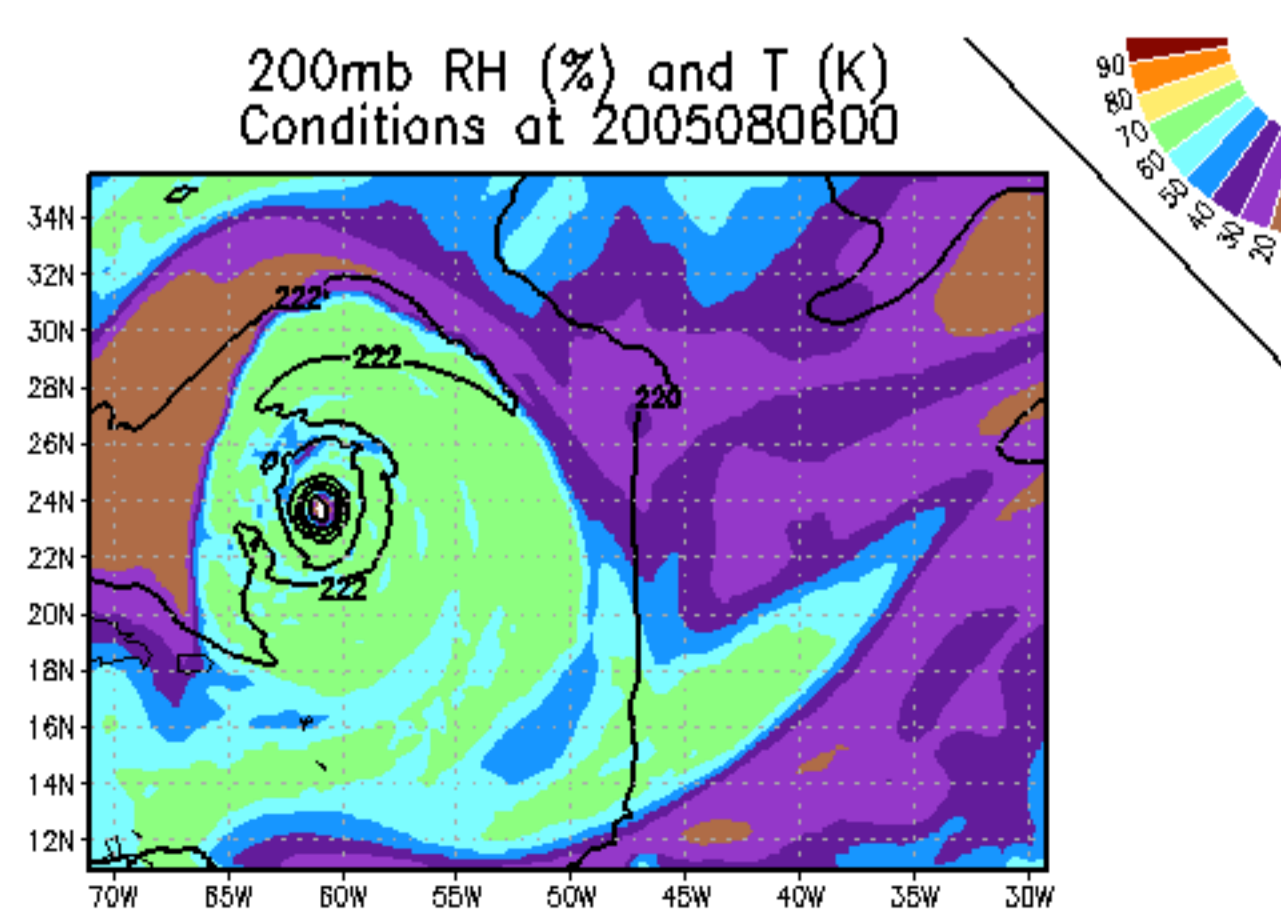 200mb RH (%) and T (K)
Conditions at 2005080600
90
80
70
60
50
40
30
20
34N
32N
30N
28N
26N
24N
22N
20N
18N
16N
14N
12N
222
222
220
222
70W
65W
60W
55W
50W
45W
40W
35W
30W